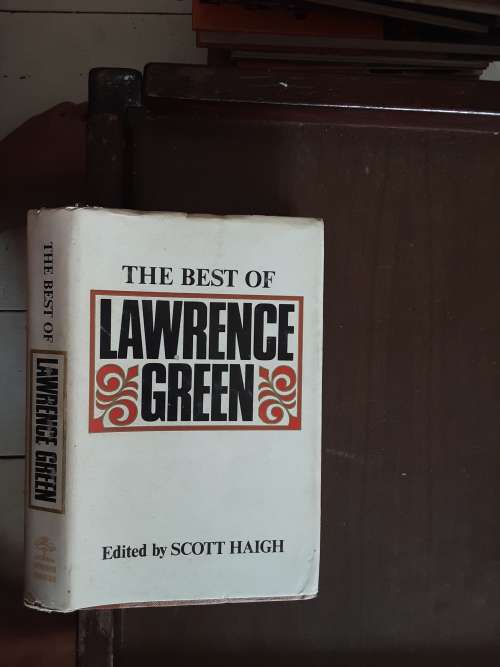 THE BEST OF
LAWRENCE
GREEN
Edited by SCOTT HAIGH
THE BEST OF
LAWRENCE GREEN